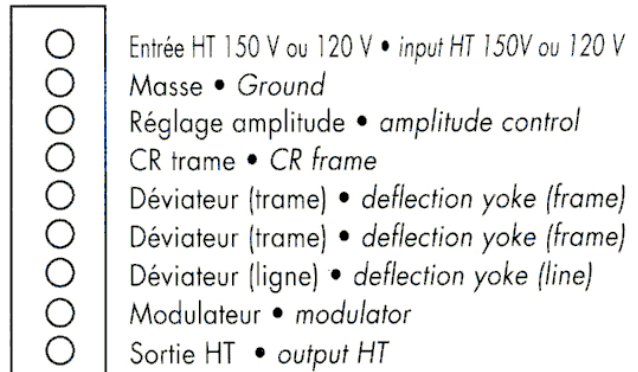 Entrée HT 150 V ou 120 V • input HT 150V ou 120 V
Masse • Ground
Réglage amplitude • amplitude control
CR trame • CR frame
Déviateur (trame) • deflection yoke (frame)
Déviateur (trame) • deflection yoke (frame)
Déviateur (ligne) • deflection yoke (line)
Modulateur • modulator
Sortie HT • output HT